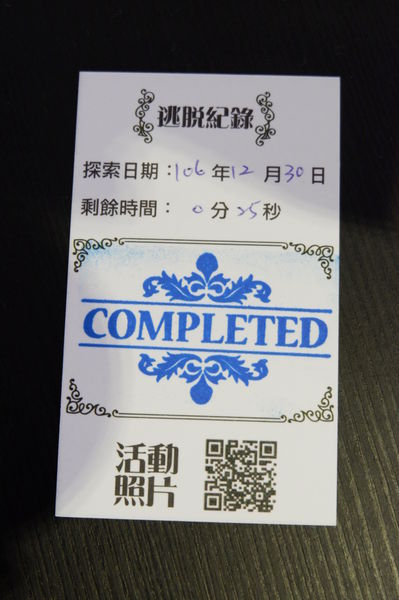 逃脱紀錄
探索日期：106年12月30日
剩餘時間：0分25秒
COMPLETED
活動
照片